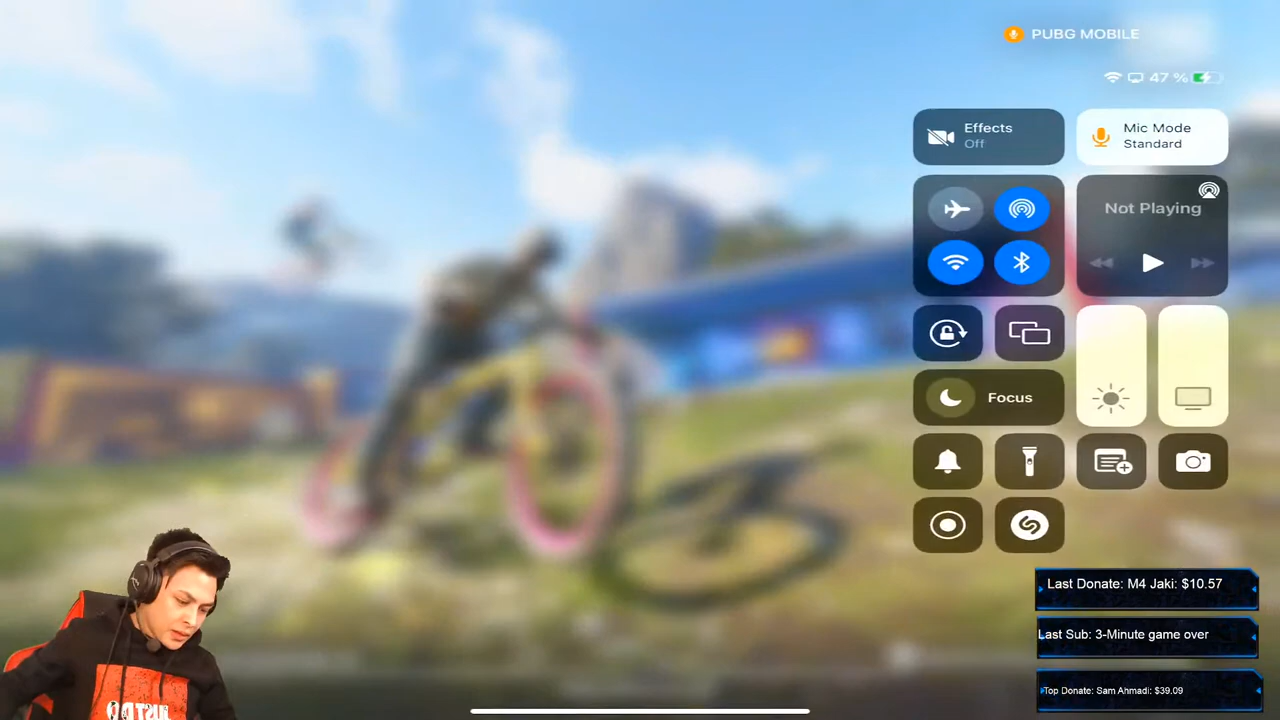 PUBG MOBILE
47 %
Effects
Off
Mic Mode
Standard
Not Playing
Focus
Last Donate: M4 Jaki: $10.57
Last Sub: 3-Minute game over
Top Donate: Sam Ahmadi: $39.09